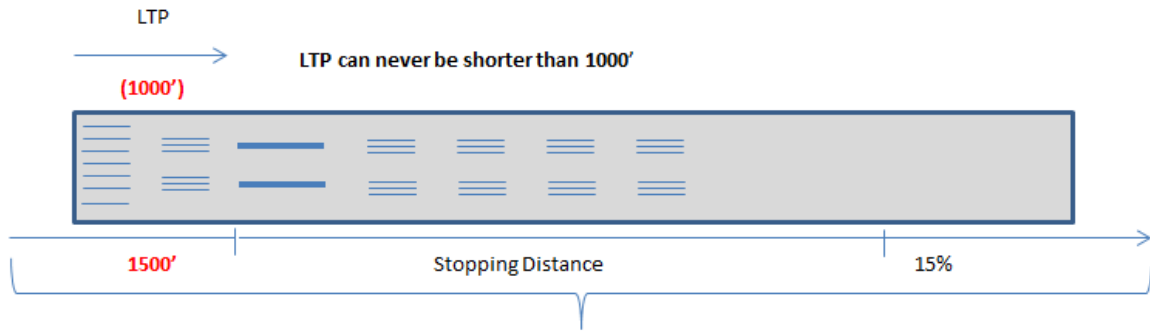 LTP
LTP can never be shorter than 1000’
(1000’)
1500’ Stopping Distance 15%